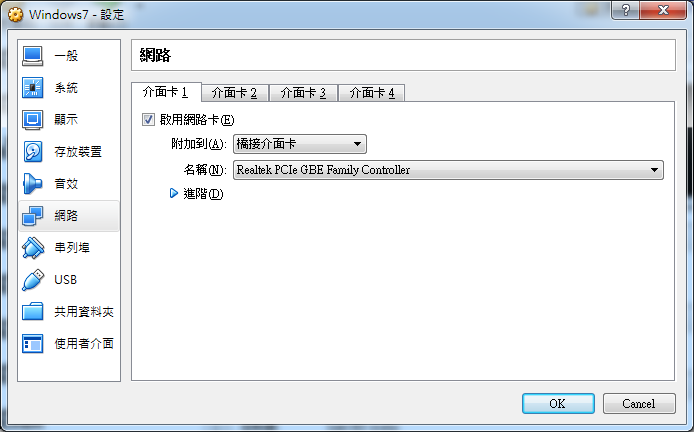 Windows7 - 設定
一般
系統
顯示
存放裝置
音效
網路
串列埠
USB
共用資料夾
使用者介面
網路
介面卡 1 介面卡 2 介面卡 3 介面卡 4
啟用網路卡(E)
附加到(A): 橋接介面卡
名稱(N): Realtek PCIe GBE Family Controller
進階(D)
OK Cancel